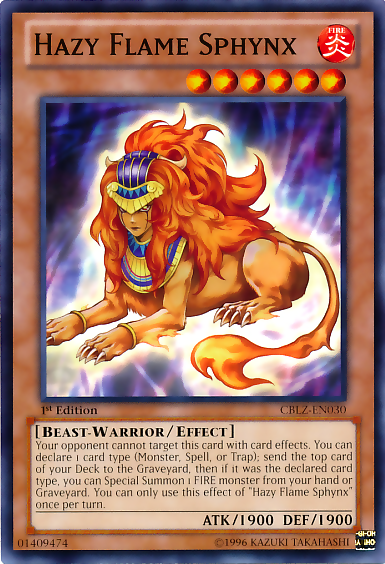 Hazy Flame Sphynx
FIRE
炎
1st Edition
CBLZ-EN030
[Beast-Warrior/Effect]
Your opponent cannot target this card with card effects. You can
declare 1 card type (Monster, Spell, or Trap); send the top card
of your Deck to the Graveyard, then if it was the declared card
type, you can Special Summon 1 FIRE monster from your hand
or Graveyard. You can only use this effect of "Hazy Flame Sphynx"
once per turn.
ATK/1900 DEF/1900
01409474
©1996 KAZUKI TAKAHASHI